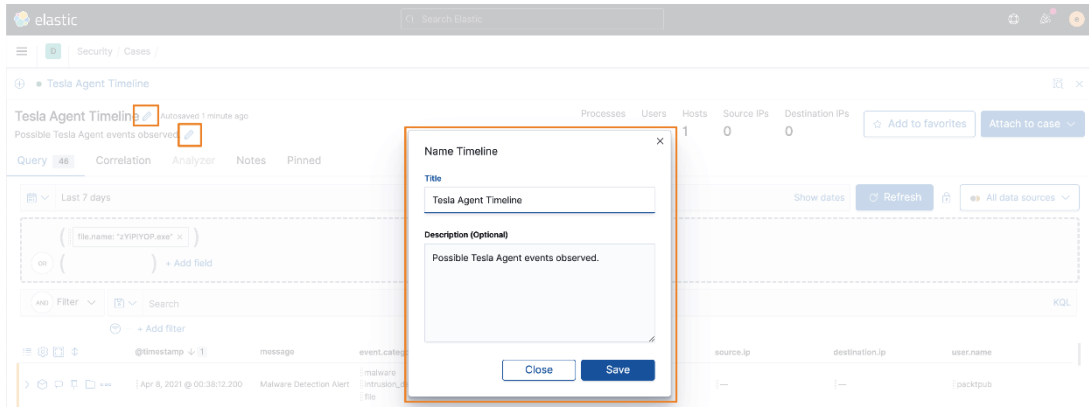 elastic
Search Elastic
e
D Security / Cases /
Tesla Agent Timeline
Tesla Agent Timeline Autosaved 1 minute ago
Possible Tesla Agent events observed.
Processes Users Hosts Source IPs Destination IPs
1 0 0
Add to favorites
Attach to case
Query 46 Correlation Analyzer Notes Pinned
Last 7 days
Show dates Refresh All data sources
( file.name: "zYiPiYOP.exe" × )
OR ( ) + Add field
AND Filter Search KQL
+ Add filter
@timestamp 1 message event.categ source.ip destination.ip user.name
Apr 8, 2021 @ 00:38:12.200 Malware Detection Alert malware — — packtpub
intrusion_de
file
Name Timeline
Title
Tesla Agent Timeline
Description (Optional)
Possible Tesla Agent events observed.
Close Save